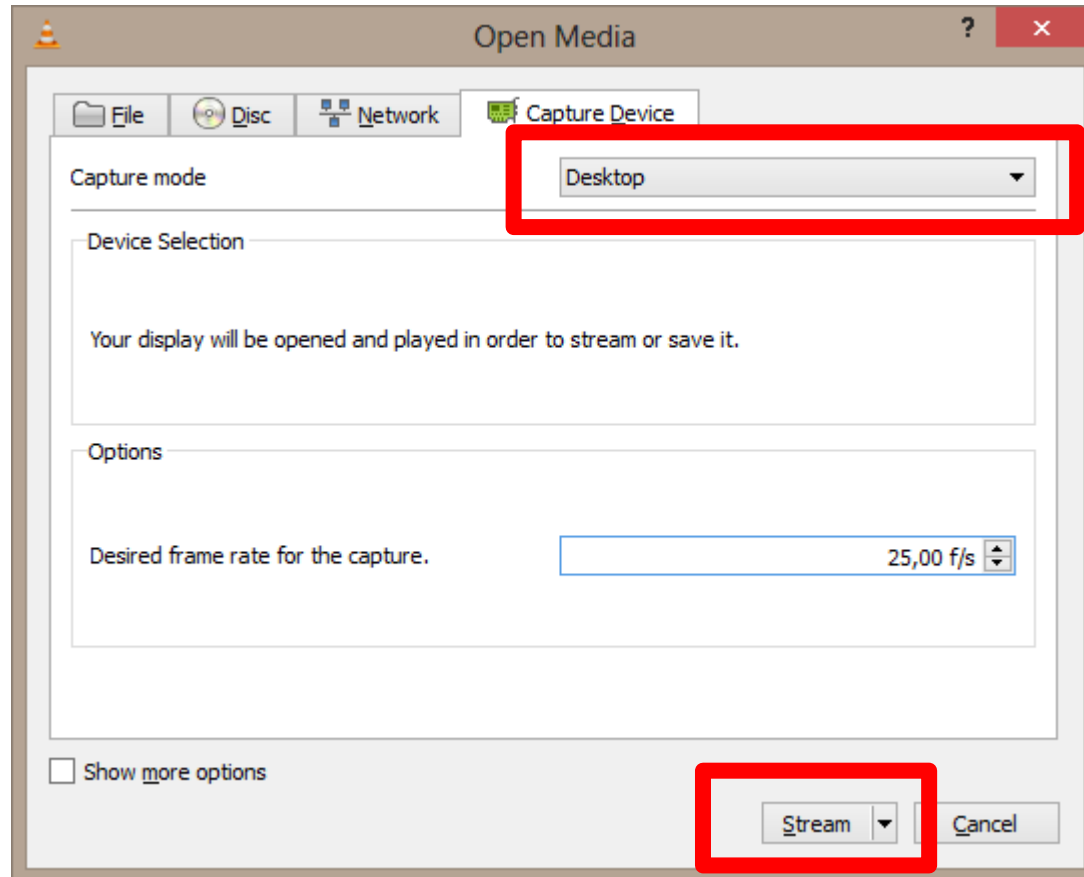 Open Media
?
File Disc Network Capture Device
Capture mode Desktop
Device Selection
Your display will be opened and played in order to stream or save it.
Options
Desired frame rate for the capture. 25,00 f/s
Show more options
Stream Cancel